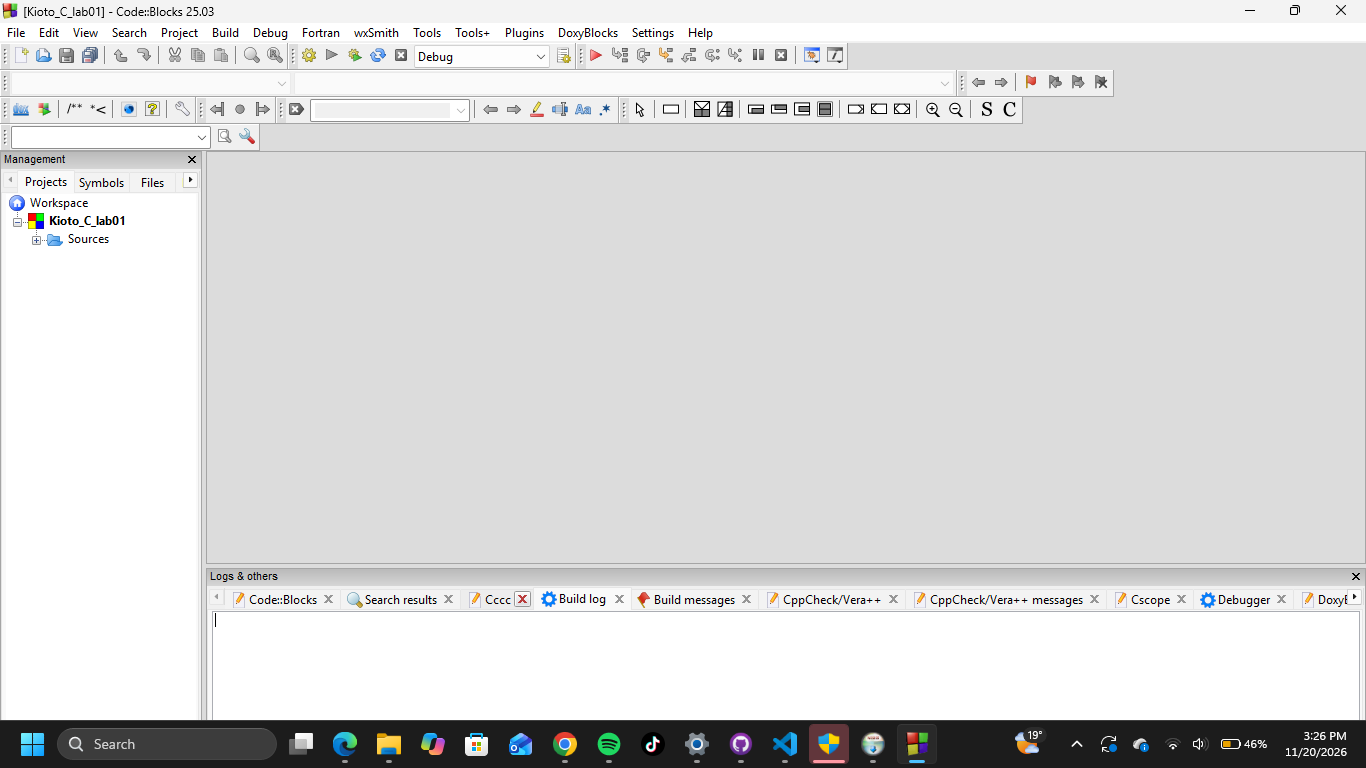 [Kioto_C_lab01] - Code::Blocks 25.03
File Edit View Search Project Build Debug Fortran wxSmith Tools Tools+ Plugins DoxyBlocks Settings Help
Debug
/** *< Aa .* S C
Management
Projects Symbols Files
Workspace
Kioto_C_lab01
Sources
Logs & others
Code::Blocks Search results Cccc Build log Build messages CppCheck/Vera++ CppCheck/Vera++ messages Cscope Debugger DoxyB
Search 19° 46% 3:26 PM
11/20/2026